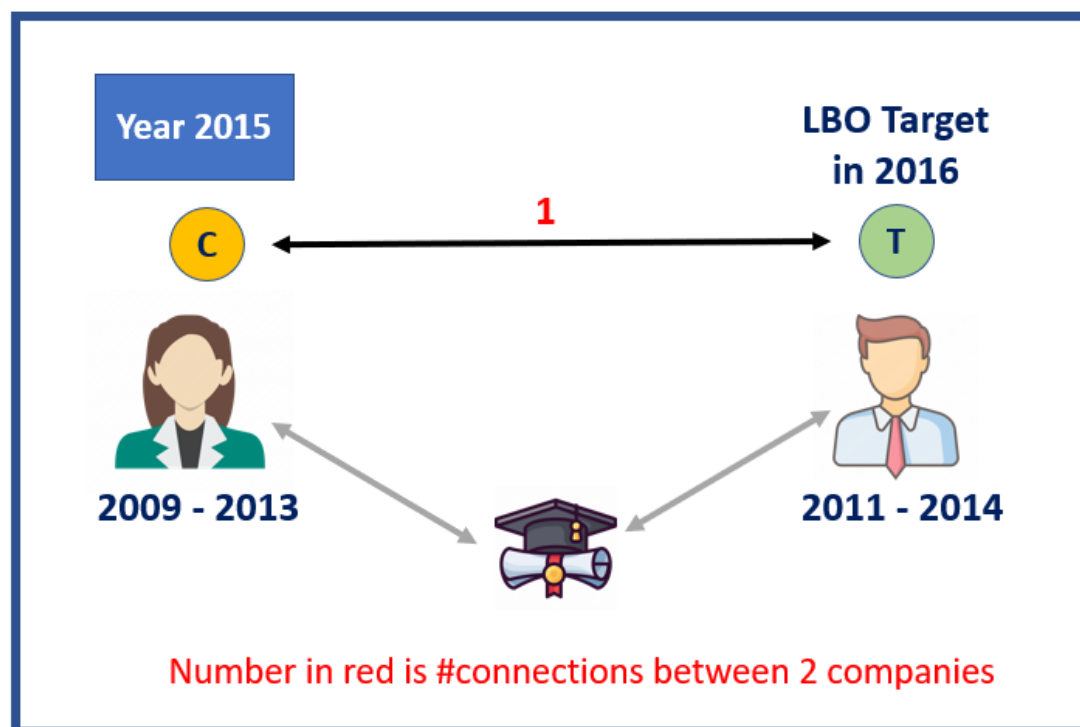 Year 2015
LBO Target
in 2016
1
C
T
2009 - 2013
2011 - 2014
Number in red is #connections between 2 companies